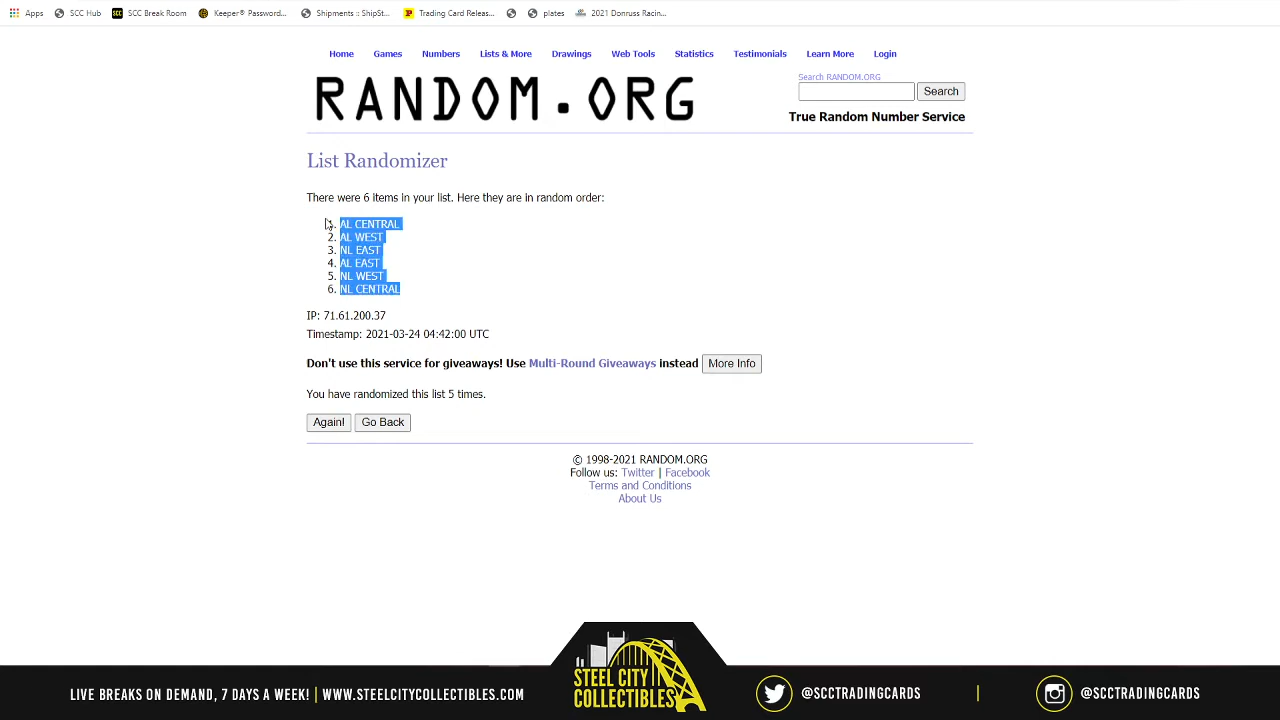 Apps SCC Hub SCC Break Room Keeper® Password... Shipments :: ShipSt... Trading Card Releas... plates 2021 Donruss Racin...
Home Games Numbers Lists & More Drawings Web Tools Statistics Testimonials Learn More Login
RANDOM.ORG
Search RANDOM.ORG
Search
True Random Number Service
List Randomizer
There were 6 items in your list. Here they are in random order:
1. AL CENTRAL
2. AL WEST
3. NL EAST
4. AL EAST
5. NL WEST
6. NL CENTRAL
IP: 71.61.200.37
Timestamp: 2021-03-24 04:42:00 UTC
Don't use this service for giveaways! Use Multi-Round Giveaways instead More Info
You have randomized this list 5 times.
Again! Go Back
© 1998-2021 RANDOM.ORG
Follow us: Twitter | Facebook
Terms and Conditions
About Us
LIVE BREAKS ON DEMAND, 7 DAYS A WEEK! | WWW.STEELCITYCOLLECTIBLES.COM
STEEL CITY
COLLECTIBLES
@SCCTRADINGCARDS | @SCCTRADINGCARDS